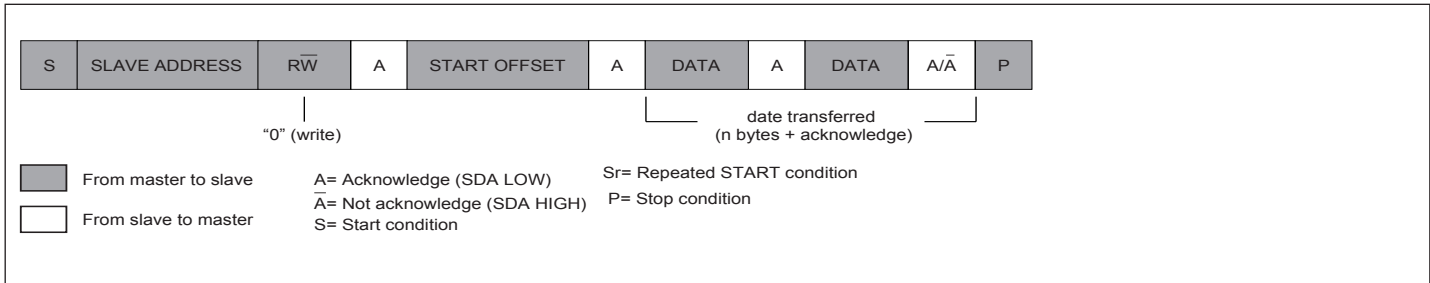 S SLAVE ADDRESS RW̅ A START OFFSET A DATA A DATA A/A̅ P
“0” (write)
date transferred
(n bytes + acknowledge)
From master to slave
From slave to master
A= Acknowledge (SDA LOW)
A̅= Not acknowledge (SDA HIGH)
S= Start condition
Sr= Repeated START condition
P= Stop condition